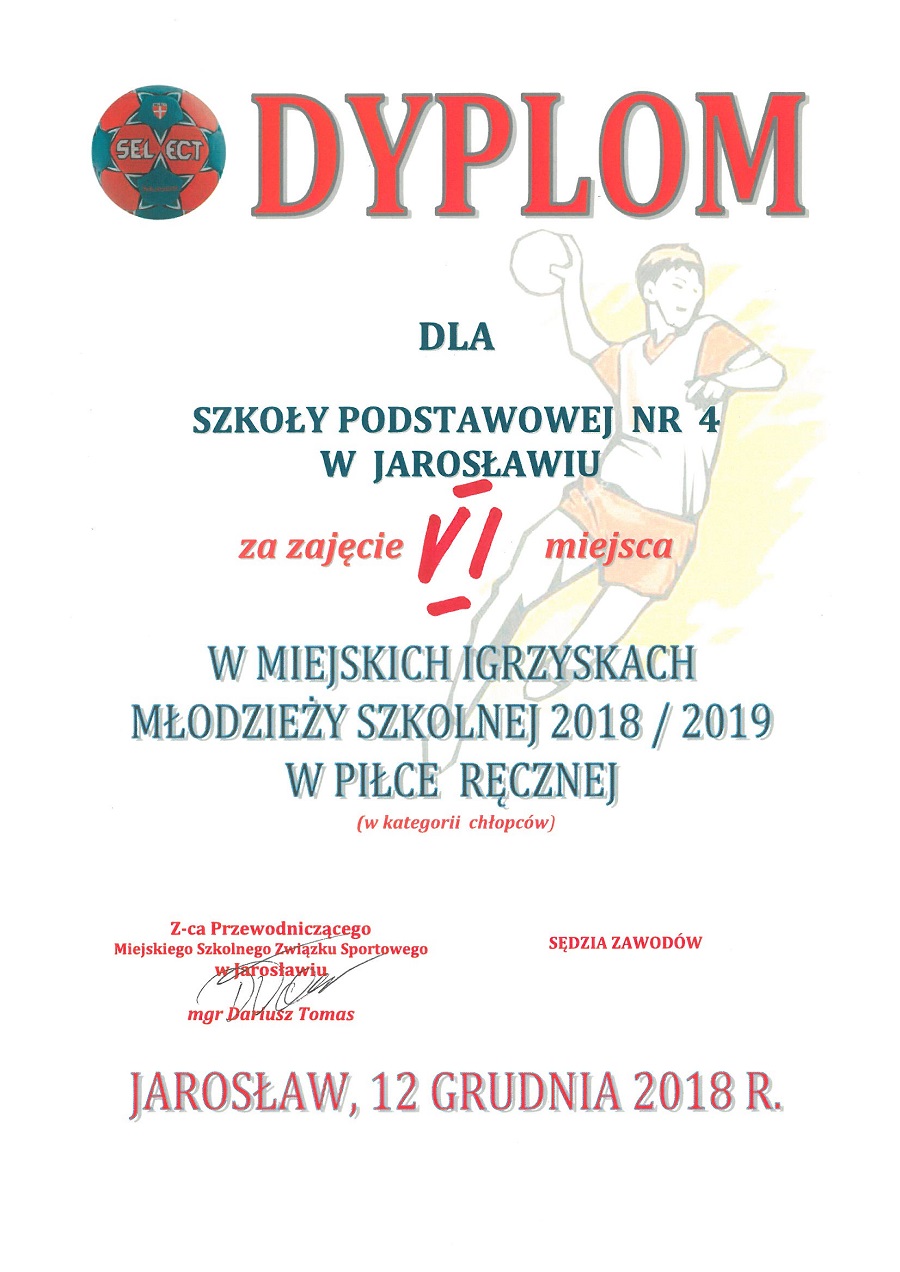 SELECT
DYPLOM
DLA
SZKOŁY PODSTAWOWEJ NR 4
W JAROSŁAWIU
za zajęcie VI miejsca
W MIEJSKICH IGRZYSKACH
MŁODZIEŻY SZKOLNEJ 2018 / 2019
W PIŁCE RĘCZNEJ
(w kategorii chłopców)
Z-ca Przewodniczącego
Miejskiego Szkolnego Związku Sportowego
w Jarosławiu
mgr Dariusz Tomas
SĘDZIA ZAWODÓW
JAROSŁAW, 12 GRUDNIA 2018 R.